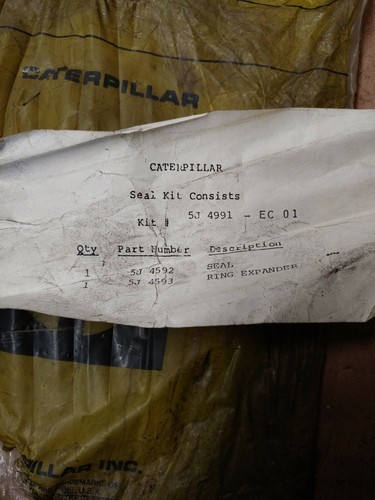 CATERPILLAR
CATERPILLAR
Seal Kit Consists
Kit # 5J 4991 - EC 01
Qty Part Number Description
1 5J 4592 SEAL
1 5J 4593 RING EXPANDER
PILLAR INC.